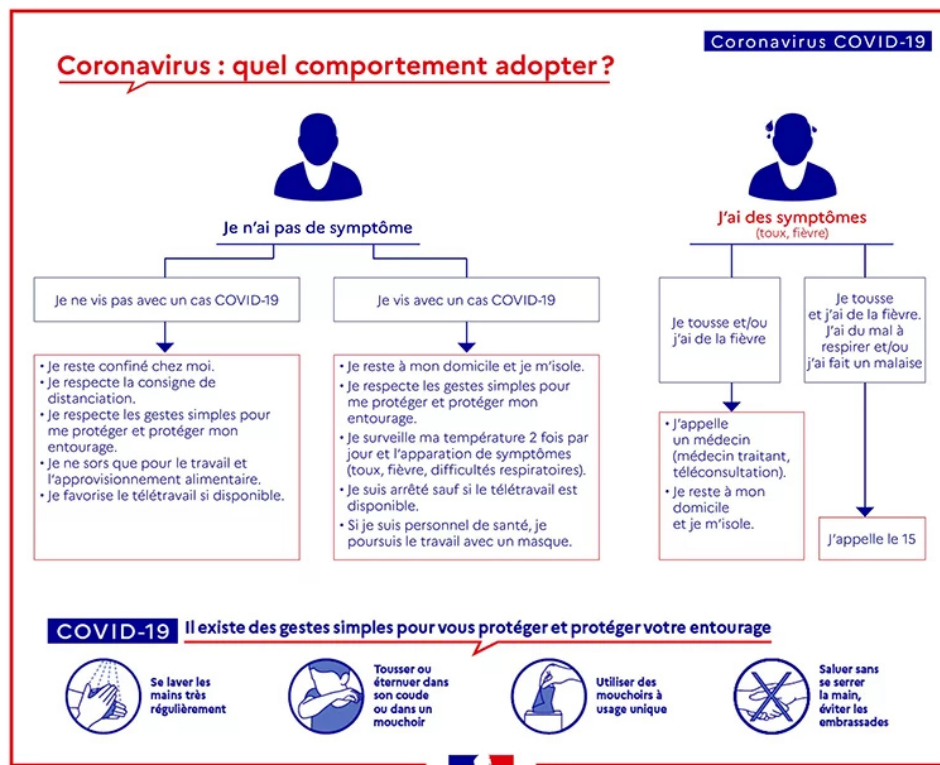 Coronavirus COVID-19
Coronavirus : quel comportement adopter ?
Je n'ai pas de symptôme
J'ai des symptômes
(toux, fièvre)
Je ne vis pas avec un cas COVID-19
Je vis avec un cas COVID-19
Je tousse et/ou
j'ai de la fièvre
Je tousse
et j'ai de la fièvre.
J'ai du mal à
respirer et/ou
j'ai fait un malaise
• Je reste confiné chez moi.
• Je respecte la consigne de
distanciation.
• Je respecte les gestes simples pour
me protéger et protéger mon
entourage.
• Je ne sors que pour le travail et
l'approvisionnement alimentaire.
• Je favorise le télétravail si disponible.
• Je reste à mon domicile et je m'isole.
• Je respecte les gestes simples pour
me protéger et protéger mon
entourage.
• Je surveille ma température 2 fois par
jour et l'apparation de symptômes
(toux, fièvre, difficultés respiratoires).
• Je suis arrêté sauf si le télétravail est
disponible.
• Si je suis personnel de santé, je
poursuis le travail avec un masque.
• J'appelle
un médecin
(médecin traitant,
téléconsultation).
• Je reste à mon
domicile
et je m'isole.
J'appelle le 15
COVID-19 Il existe des gestes simples pour vous protéger et protéger votre entourage
Se laver les
mains très
régulièrement
Tousser ou
éternuer dans
son coude
ou dans un
mouchoir
Utiliser des
mouchoirs à
usage unique
Saluer sans
se serrer
la main,
éviter les
embrassades